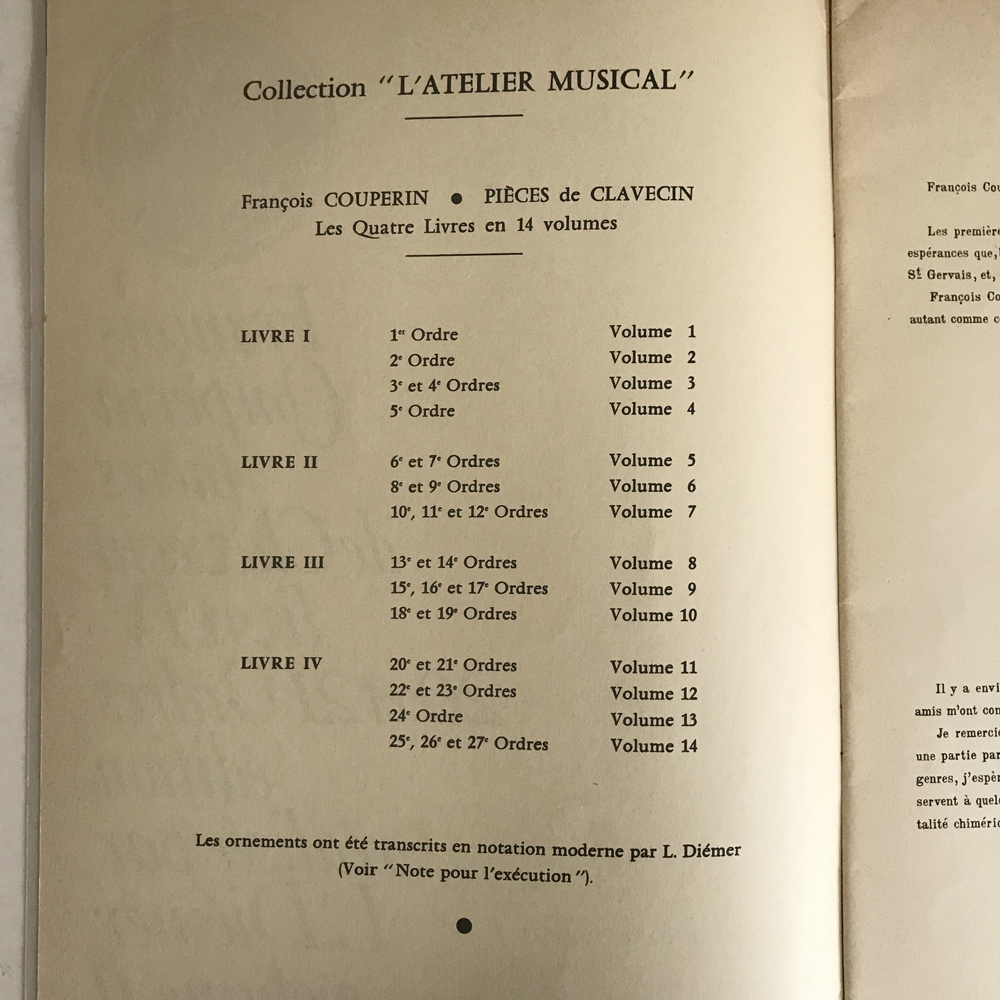 Collection "L'ATELIER MUSICAL"
François COUPERIN ● PIÈCES de CLAVECIN
Les Quatre Livres en 14 volumes
LIVRE I 1er Ordre Volume 1
2e Ordre Volume 2
3e et 4e Ordres Volume 3
5e Ordre Volume 4
LIVRE II 6e et 7e Ordres Volume 5
8e et 9e Ordres Volume 6
10e, 11e et 12e Ordres Volume 7
LIVRE III 13e et 14e Ordres Volume 8
15e, 16e et 17e Ordres Volume 9
18e et 19e Ordres Volume 10
LIVRE IV 20e et 21e Ordres Volume 11
22e et 23e Ordres Volume 12
24e Ordre Volume 13
25e, 26e et 27e Ordres Volume 14
Les ornements ont été transcrits en notation moderne par L. Diémer
(Voir "Note pour l'exécution").
François
Les
espérances que,
St Gervais, et,
François
autant comme
Il y a
amis m'ont
Je
une partie
genres,
servent à
talité